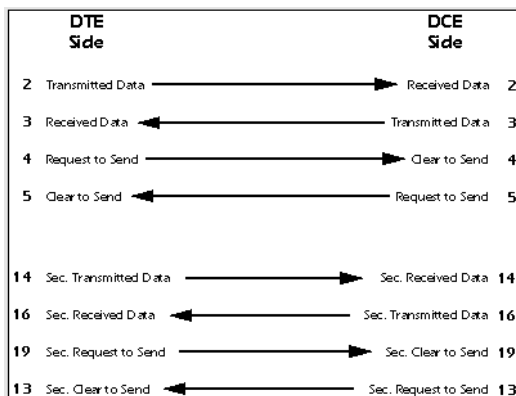 DTE Side
DCE Side
2 Transmitted Data Received Data 2
3 Received Data Transmitted Data 3
4 Request to Send Clear to Send 4
5 Clear to Send Request to Send 5
14 Sec. Transmitted Data Sec. Received Data 14
16 Sec. Received Data Sec. Transmitted Data 16
19 Sec. Request to Send Sec. Clear to Send 19
13 Sec. Clear to Send Sec. Request to Send 13